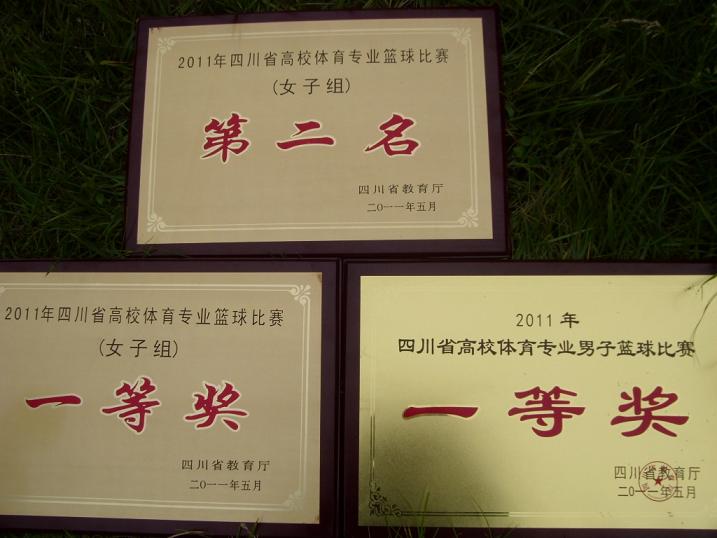 2011年四川省高校体育专业篮球比赛
(女子组)
第二名
四川省教育厅
二〇一一年五月
2011年四川省高校体育专业篮球比赛
(女子组)
一等奖
四川省教育厅
二〇一一年五月
2011年
四川省高校体育专业男子篮球比赛
一等奖
四川省教育厅
二〇一一年五月